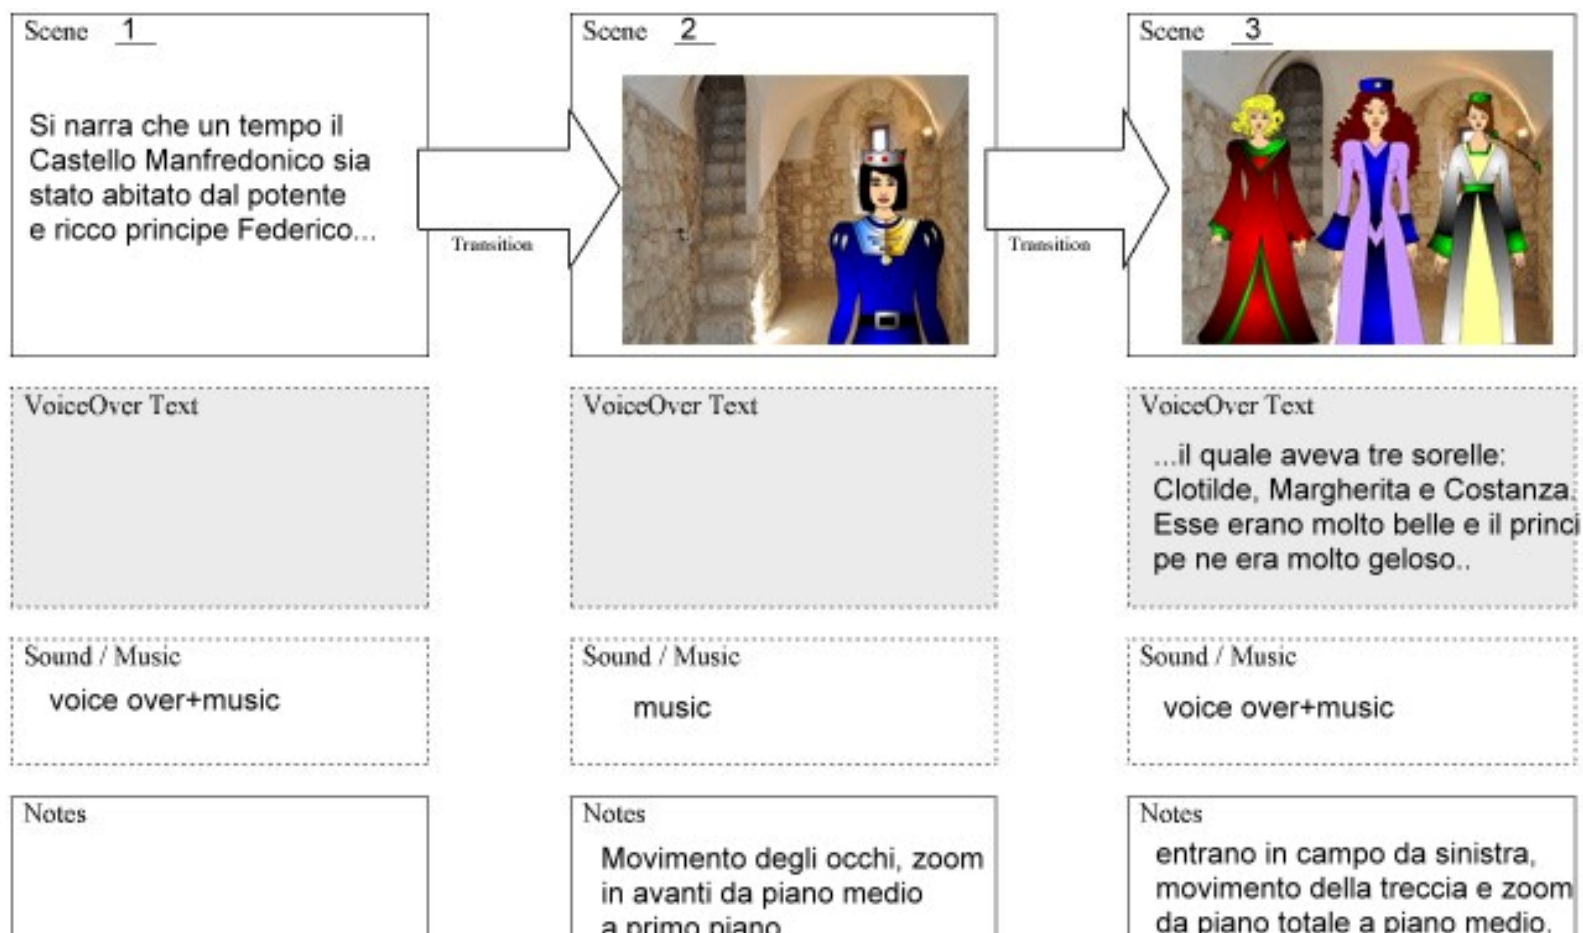 Scene 1
Si narra che un tempo il
Castello Manfredonico sia
stato abitato dal potente
e ricco principe Federico...
Transition
Scene 2
Transition
Scene 3
VoiceOver Text
VoiceOver Text
VoiceOver Text
...il quale aveva tre sorelle:
Clotilde, Margherita e Costanza.
Esse erano molto belle e il princi
pe ne era molto geloso..
Sound / Music
voice over+music
Sound / Music
music
Sound / Music
voice over+music
Notes
Notes
Movimento degli occhi, zoom
in avanti da piano medio
a primo piano
Notes
entrano in campo da sinistra,
movimento della treccia e zoom
da piano totale a piano medio.